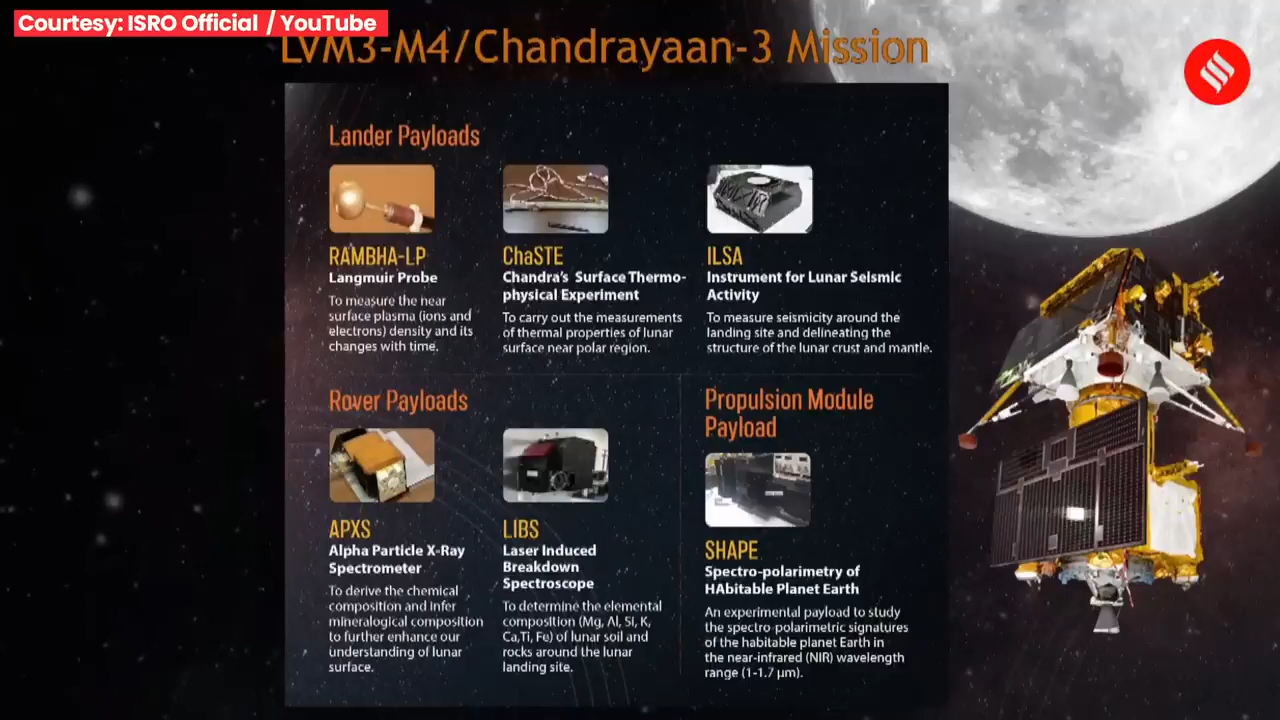 Courtesy: ISRO Official / YouTube
LVM3-M4/Chandrayaan-3 Mission
Lander Payloads
RAMBHA-LP
Langmuir Probe
To measure the near
surface plasma (ions and
electrons) density and its
changes with time.
ChaSTE
Chandra's Surface Thermo-
physical Experiment
To carry out the measurements
of thermal properties of lunar
surface near polar region.
ILSA
Instrument for Lunar Seismic
Activity
To measure seismicity around the
landing site and delineating the
structure of the lunar crust and mantle.
Rover Payloads
APXS
Alpha Particle X-Ray
Spectrometer
To derive the chemical
composition and infer
mineralogical composition
to further enhance our
understanding of lunar
surface.
LIBS
Laser Induced
Breakdown
Spectroscope
To determine the elemental
composition (Mg, Al, Si, K,
Ca,Ti, Fe) of lunar soil and
rocks around the lunar
landing site.
Propulsion Module
Payload
SHAPE
Spectro-polarimetry of
HAbitable Planet Earth
An experimental payload to study
the spectro-polarimetric signatures
of the habitable planet Earth in
the near-infrared (NIR) wavelength
range (1-1.7 μm).